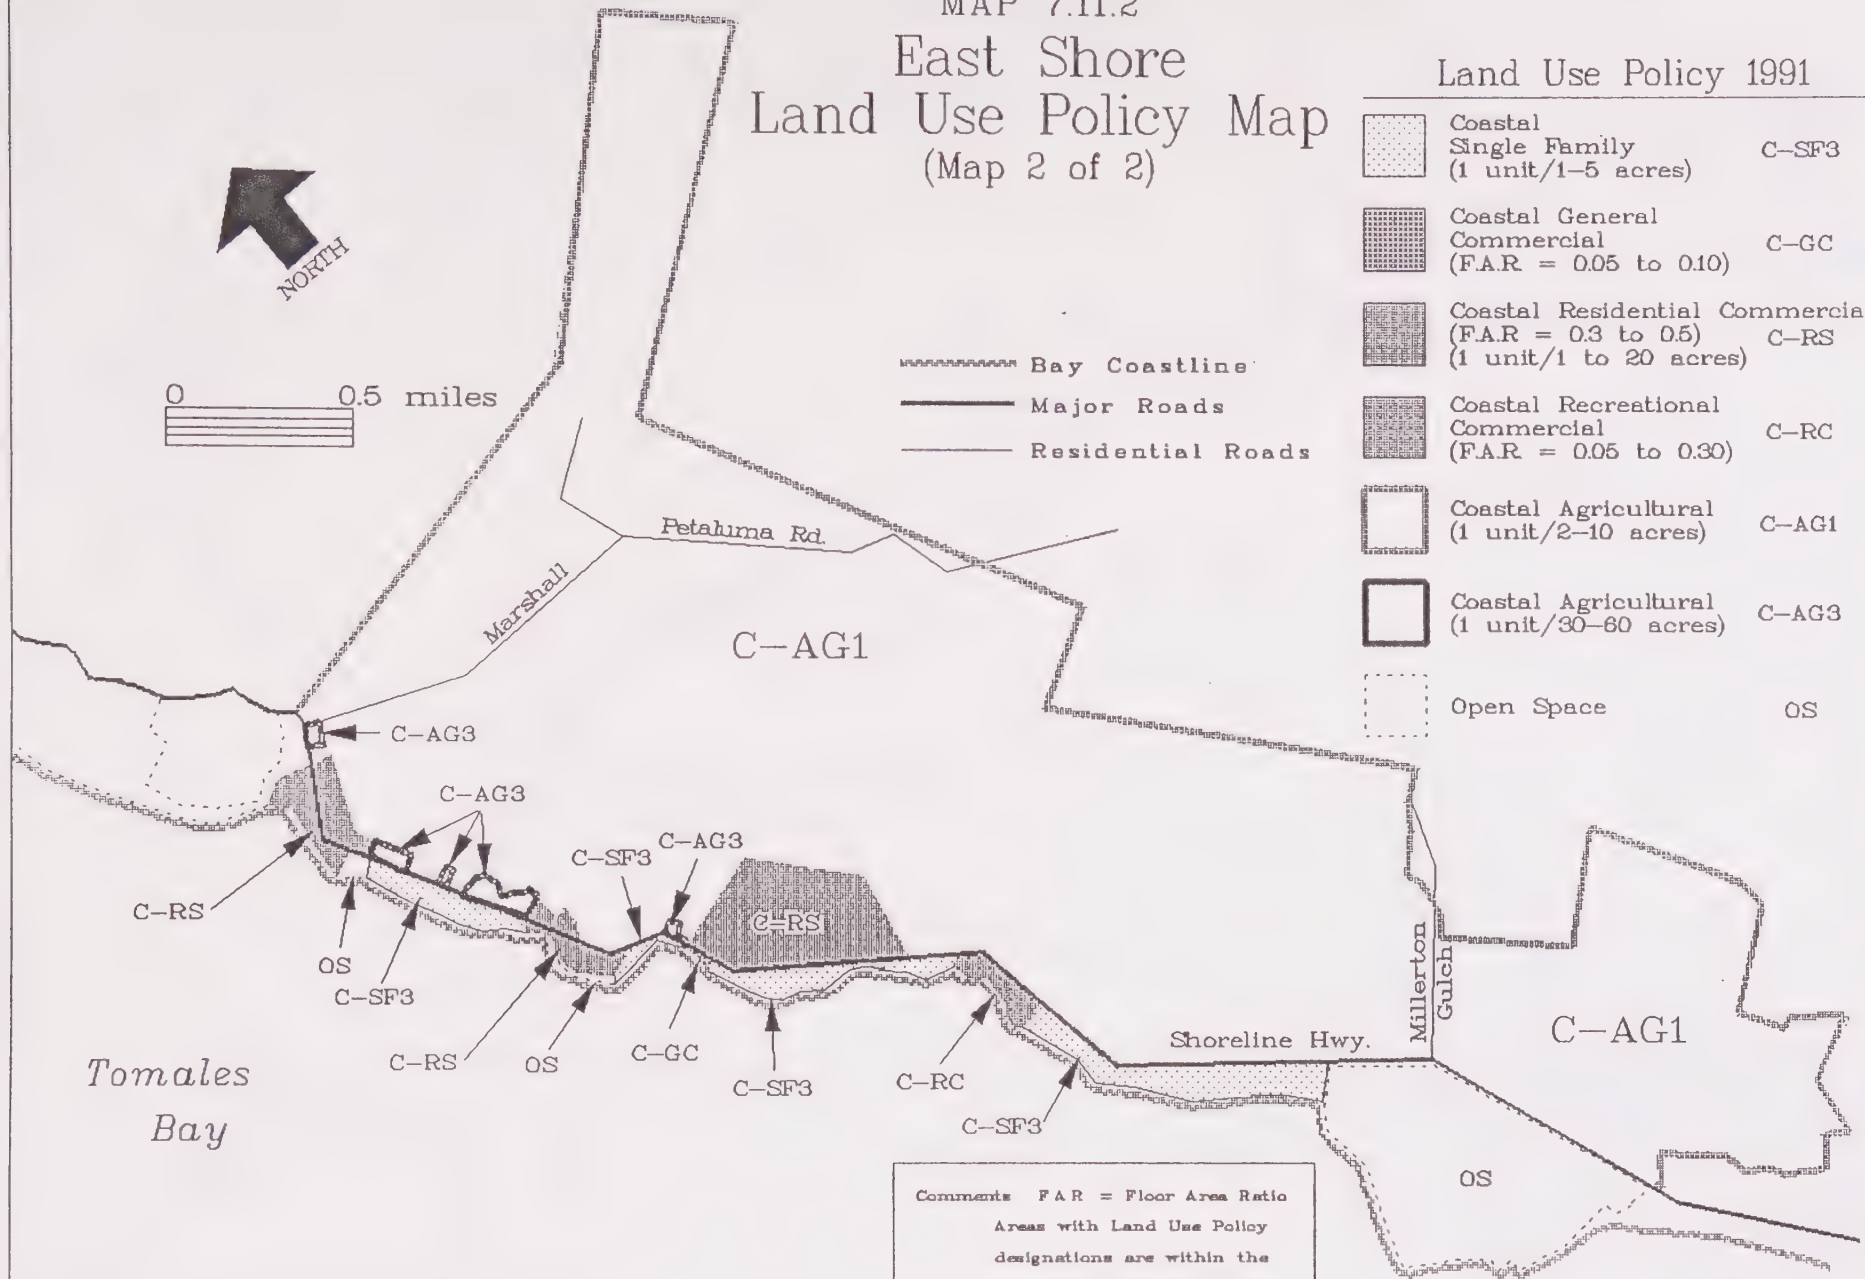 MAP 7.11.2
East Shore
Land Use Policy Map
(Map 2 of 2)
Land Use Policy 1991
Coastal
Single Family
(1 unit/1-5 acres)
C-SF3
Coastal General
Commercial
(F.A.R. = 0.05 to 0.10)
C-GC
Coastal Residential Commercia
(F.A.R = 0.3 to 0.5)
(1 unit/1 to 20 acres)
C-RS
Coastal Recreational
Commercial
(F.A.R. = 0.05 to 0.30)
C-RC
Coastal Agricultural
(1 unit/2-10 acres)
C-AG1
Coastal Agricultural
(1 unit/30-60 acres)
C-AG3
Open Space
OS
NORTH
0 0.5 miles
Bay Coastline
Major Roads
Residential Roads
Petaluma Rd.
Marshall
C-AG1
C-AG3
C-AG3
C-SF3
C-AG3
C-RS
C-RS
OS
C-SF3
C-RS
OS
C-GC
C-SF3
C-RC
C-SF3
Shoreline Hwy.
Millerton
Gulch
C-AG1
OS
Tomales
Bay
Comments F A R = Floor Area Ratio
Areas with Land Use Policy
designations are within the